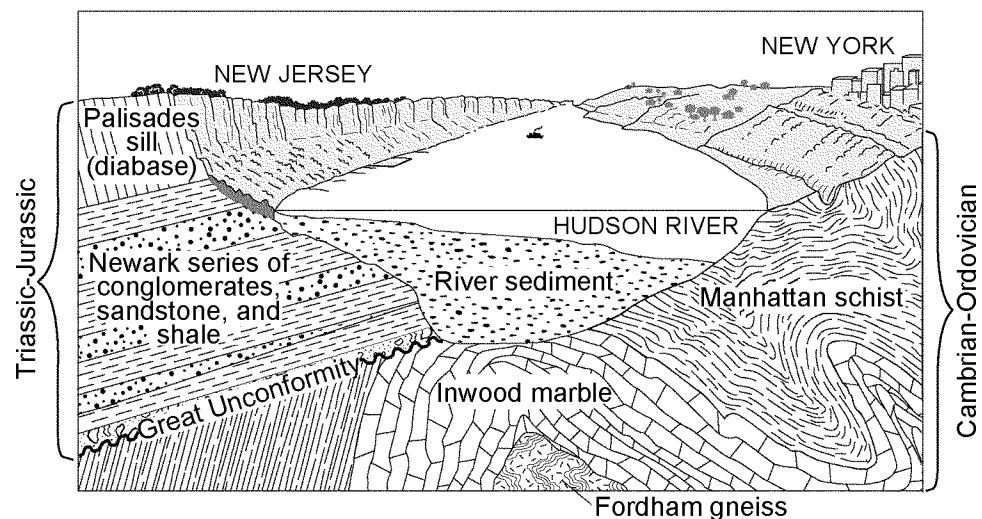 NEW JERSEY
NEW YORK
Palisades
sill
(diabase)
Triassic-Jurassic
Cambrian-Ordovician
HUDSON RIVER
Newark series of
conglomerates,
sandstone, and
shale
River sediment
Manhattan schist
Great Unconformity
Inwood marble
Fordham gneiss